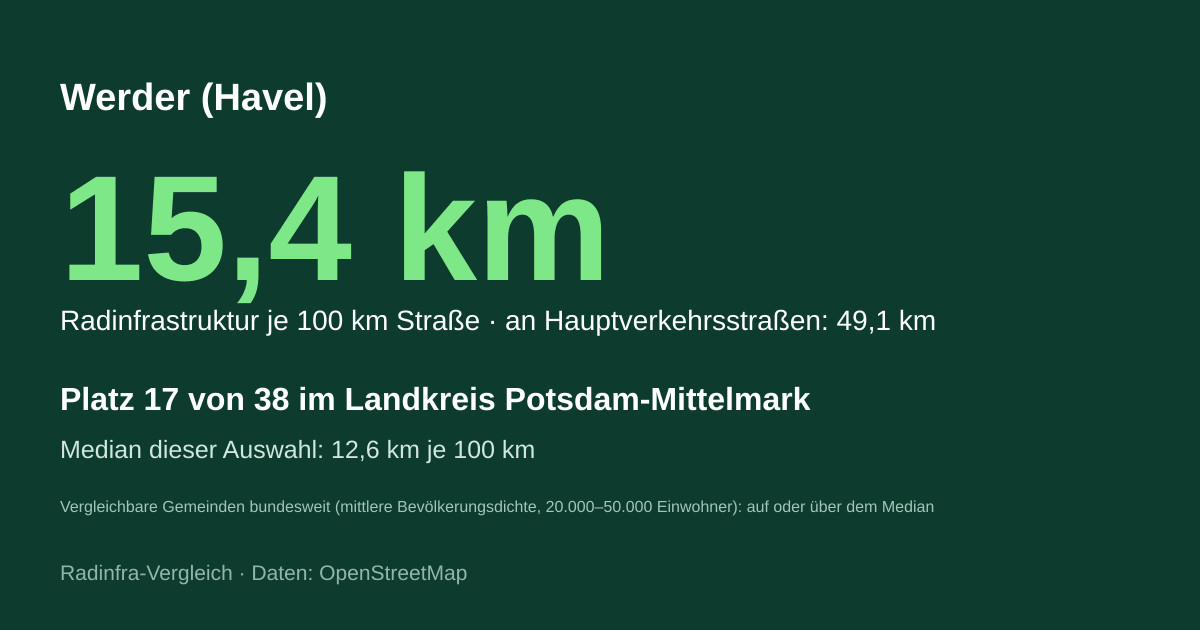 Werder (Havel)
15,4 km
Radinfrastruktur je 100 km Straße · an Hauptverkehrsstraßen: 49,1 km
Platz 17 von 38 im Landkreis Potsdam-Mittelmark
Median dieser Auswahl: 12,6 km je 100 km
Vergleichbare Gemeinden bundesweit (mittlere Bevölkerungsdichte, 20.000–50.000 Einwohner): auf oder über dem Median
Radinfra-Vergleich · Daten: OpenStreetMap